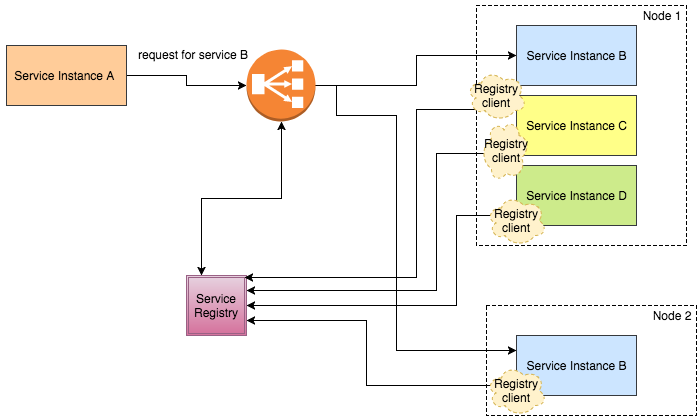 Node 1
request for service B
Service Instance A
Service Instance B
Registry
client
Service Instance C
Registry
client
Service Instance D
Registry
client
Service
Registry
Node 2
Service Instance B
Registry
client